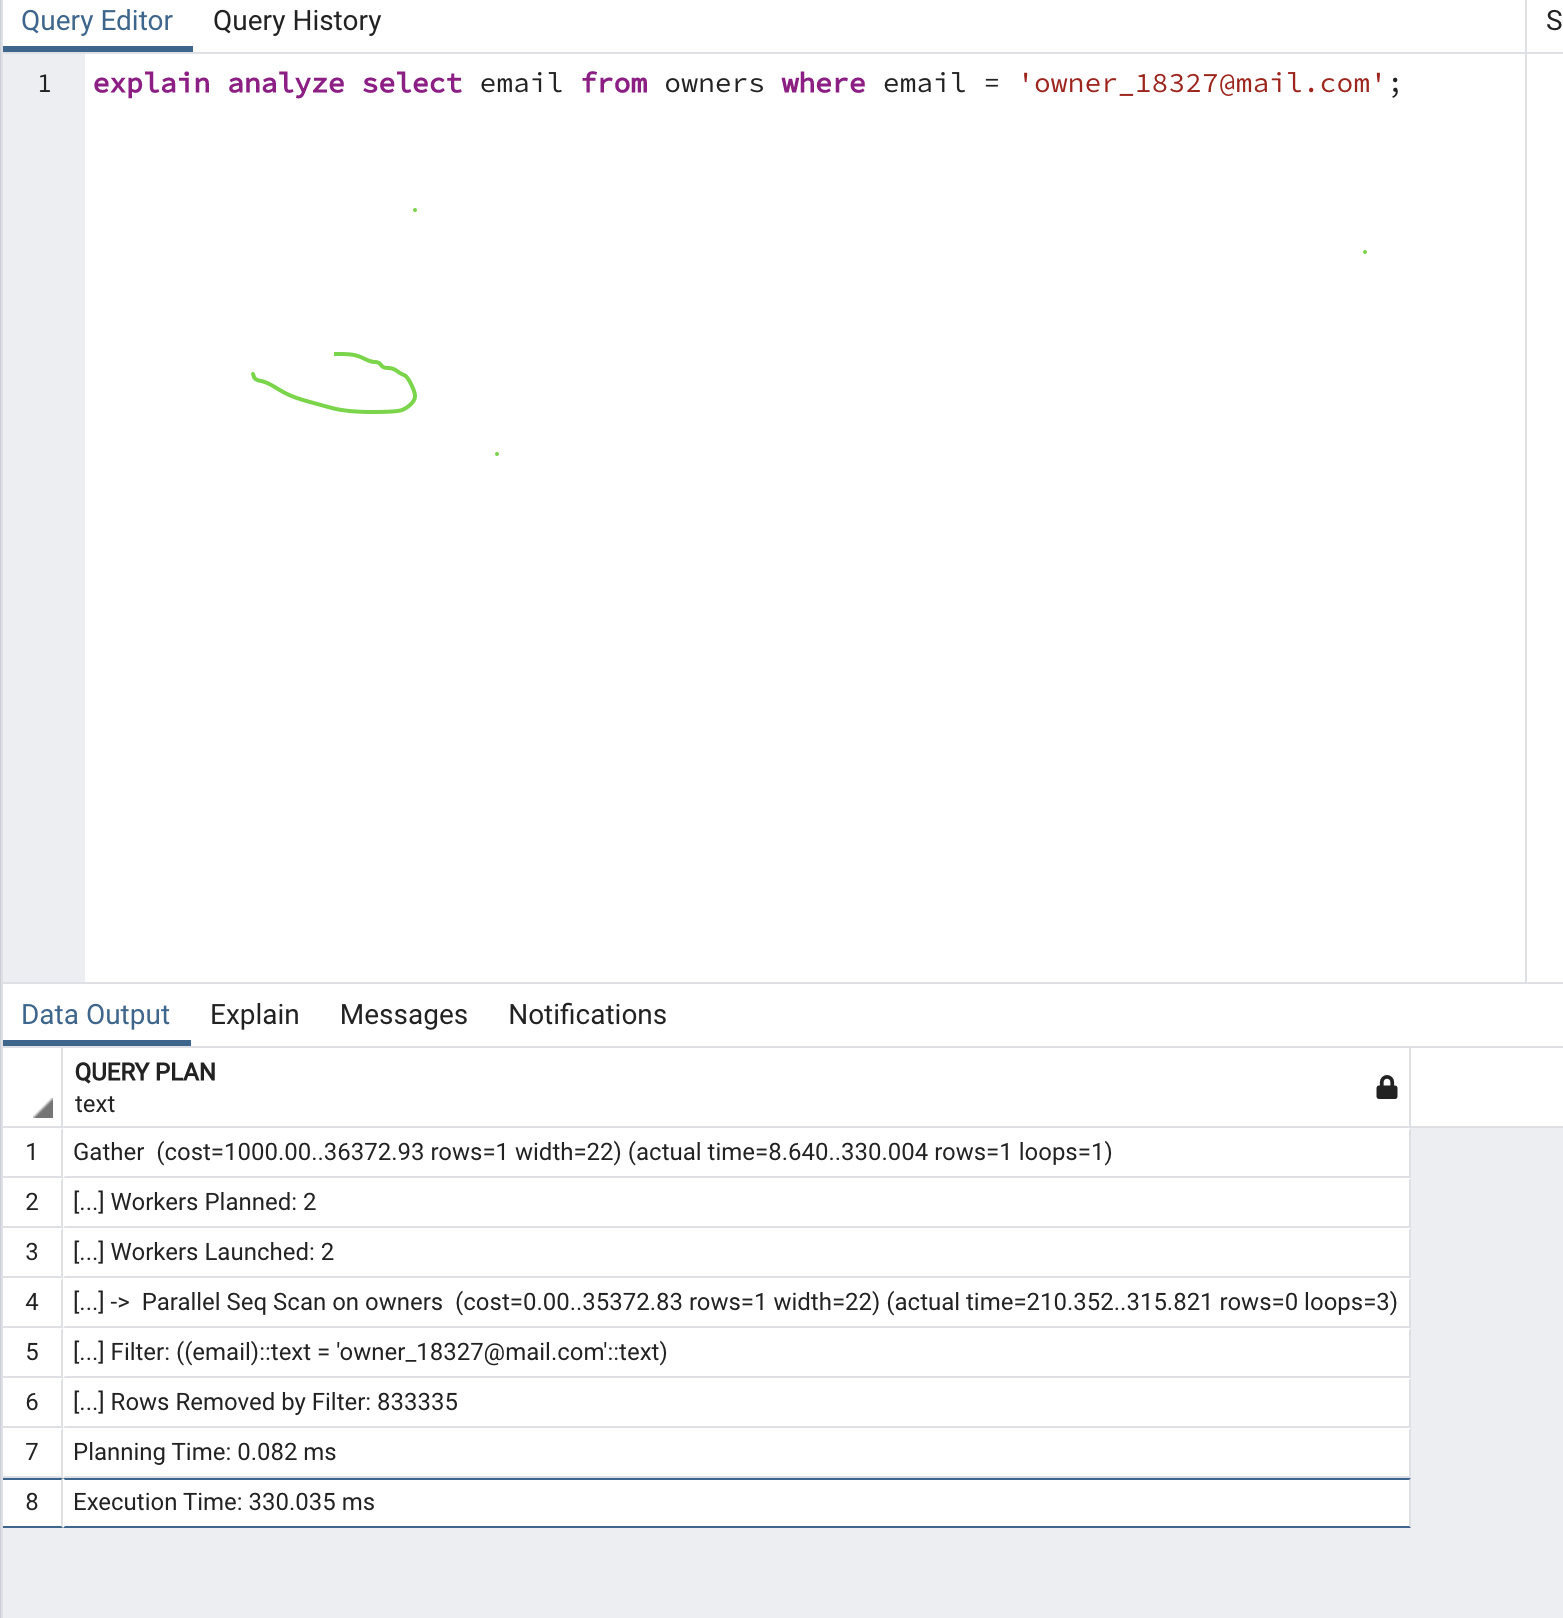 Query Editor Query History S
1 explain analyze select email from owners where email = 'owner_18327@mail.com';
Data Output Explain Messages Notifications
QUERY PLAN
text
1 Gather (cost=1000.00..36372.93 rows=1 width=22) (actual time=8.640..330.004 rows=1 loops=1)
2 [...] Workers Planned: 2
3 [...] Workers Launched: 2
4 [...] -> Parallel Seq Scan on owners (cost=0.00..35372.83 rows=1 width=22) (actual time=210.352..315.821 rows=0 loops=3)
5 [...] Filter: ((email)::text = 'owner_18327@mail.com'::text)
6 [...] Rows Removed by Filter: 833335
7 Planning Time: 0.082 ms
8 Execution Time: 330.035 ms